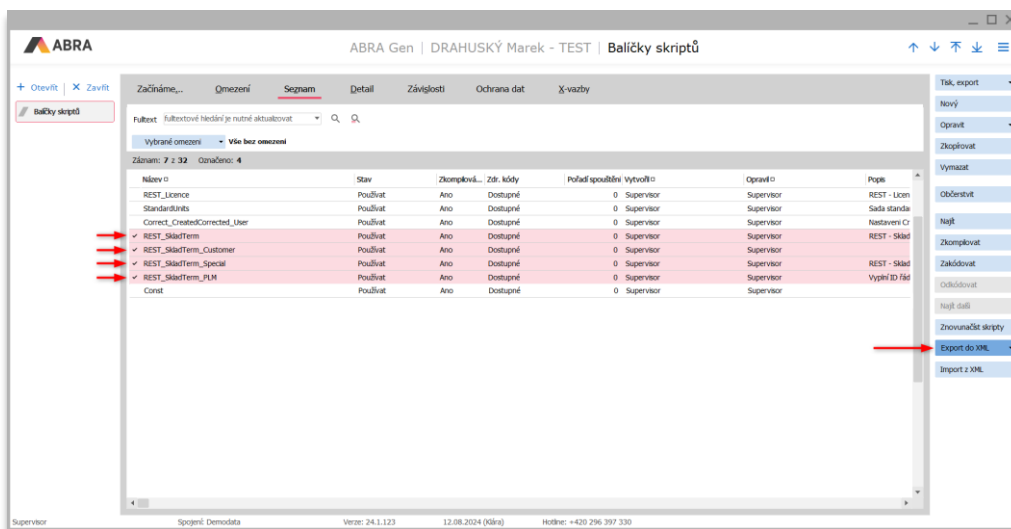 ABRA
ABRA Gen | DRAHUSKÝ Marek - TEST | Balíčky skriptů
+ Otevřít | X Zavřít
Balíčky skriptů
Začínáme... Omezení Seznam Detail Závislosti Ochrana dat X-vazby
Fulltext fulltextové hledání je nutné aktualizovat
Vybrané omezení Vše bez omezení
Záznam: 7 z 32 Označeno: 4
Název Stav Zkomplová... Zdr. kódy Pořadí spouštění Vytvořil Opravil Popis
REST_Licence Používat Ano Dostupné 0 Supervisor Supervisor REST - Licen
StandardUnits Používat Ano Dostupné 0 Supervisor Supervisor Sada standar
Correct_CreatedCorrected_User Používat Ano Dostupné 0 Supervisor Supervisor Nastavení Cr
REST_SkladTerm Používat Ano Dostupné 0 Supervisor Supervisor REST - Sklad
REST_SkladTerm_Customer Používat Ano Dostupné 0 Supervisor Supervisor
REST_SkladTerm_Special Používat Ano Dostupné 0 Supervisor Supervisor REST - Sklad
REST_SkladTerm_PLM Používat Ano Dostupné 0 Supervisor Supervisor Vyplní ID řád
Const Používat Ano Dostupné 0 Supervisor Supervisor
Tisk, export
Nový
Opravit
Zkopírovat
Vymazat
Občerstvit
Najít
Zkomplovat
Zakódovat
Odkódovat
Najít další
Znovunačíst skripty
Export do XML
Import z XML
Supervisor Spojení: Demodata Verze: 24.1.123 12.08.2024 (Klára) Hotline: +420 296 397 330